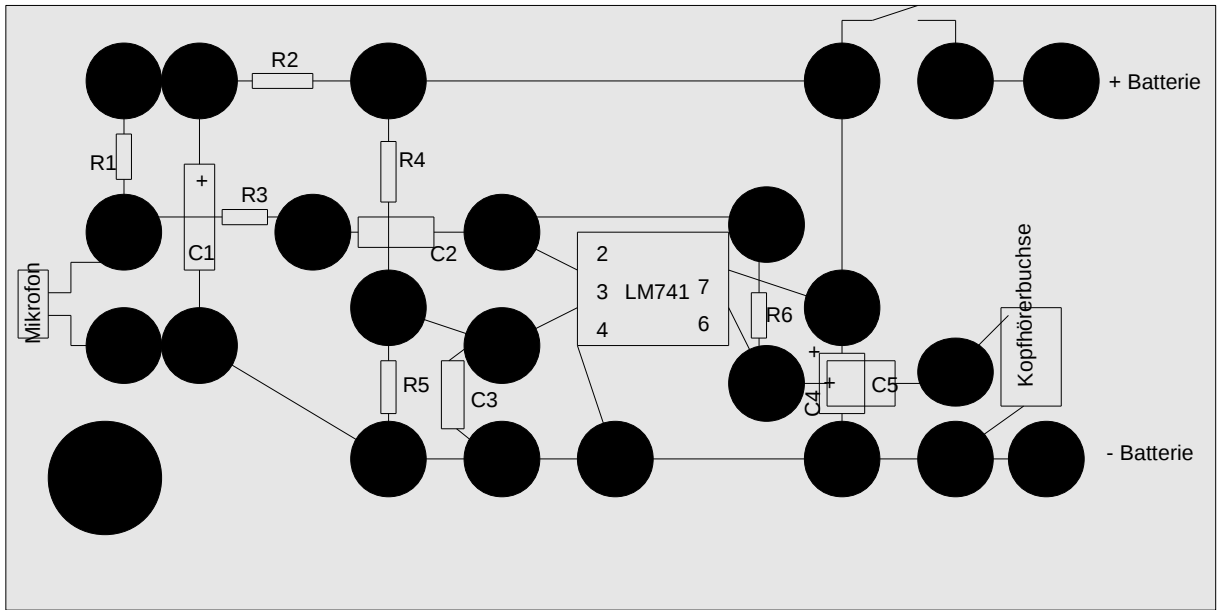 R2
+ Batterie
R1
R4
+
R3
C1
C2
Mikrofon
2
3
LM741
7
4
6
R6
Kopfhörerbuchse
+
R5
C3
C4
+
C5
- Batterie